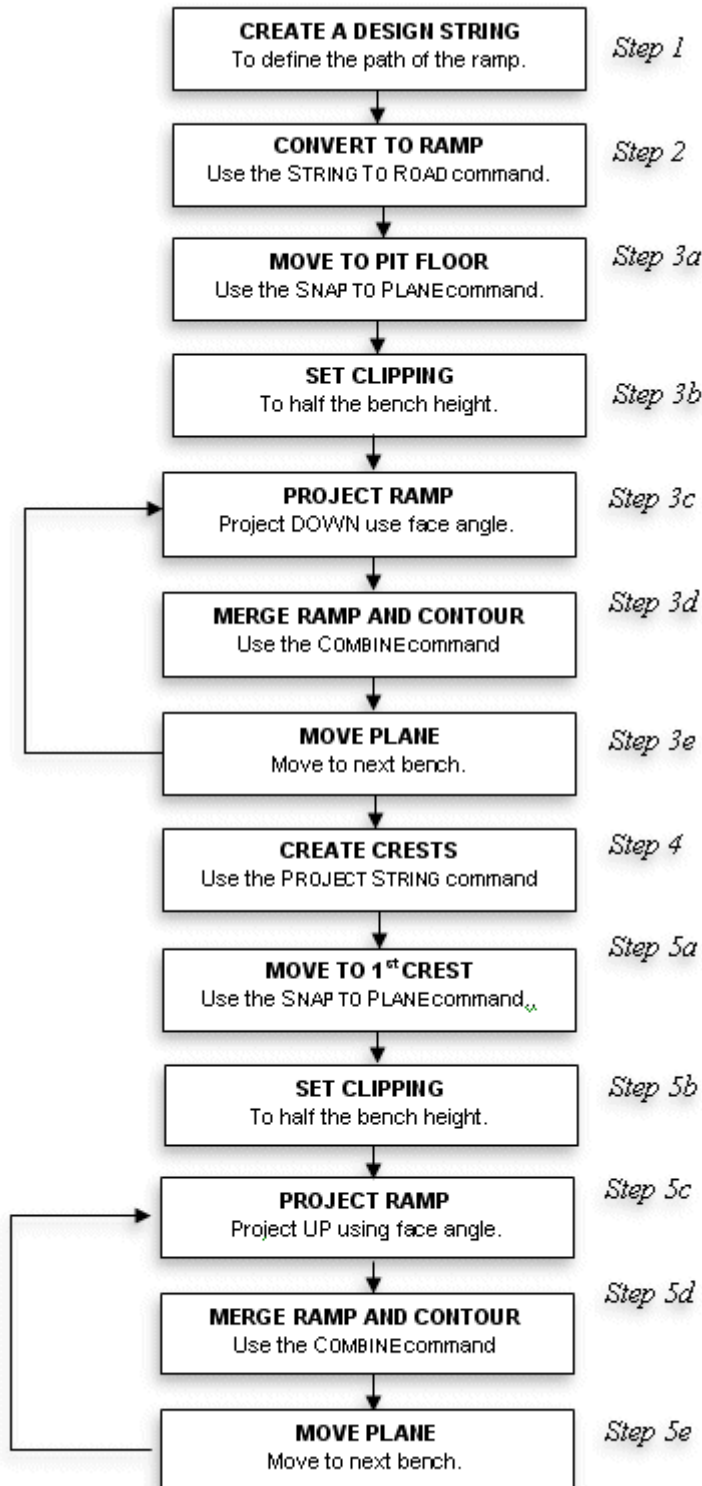 CREATE A DESIGN STRING
To define the path of the ramp.
Step 1
CONVERT TO RAMP
Use the STRING TO ROAD command.
Step 2
MOVE TO PIT FLOOR
Use the SNAP TO PLANE command.
Step 3a
SET CLIPPING
To half the bench height.
Step 3b
PROJECT RAMP
Project DOWN use face angle.
Step 3c
MERGE RAMP AND CONTOUR
Use the COMBINE command
Step 3d
MOVE PLANE
Move to next bench.
Step 3e
CREATE CRESTS
Use the PROJECT STRING command
Step 4
MOVE TO 1st CREST
Use the SNAP TO PLANE command.
Step 5a
SET CLIPPING
To half the bench height.
Step 5b
PROJECT RAMP
Project UP using face angle.
Step 5c
MERGE RAMP AND CONTOUR
Use the COMBINE command
Step 5d
MOVE PLANE
Move to next bench.
Step 5e